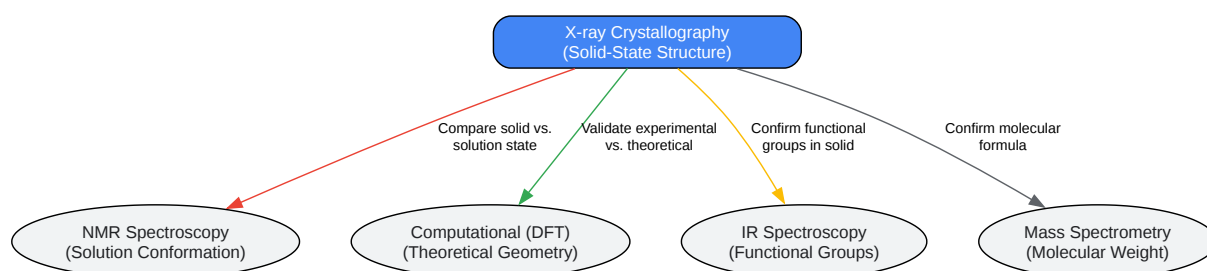 X-ray Crystallography
(Solid-State Structure)
Compare solid vs.
solution state
Validate experimental
vs. theoretical
Confirm functional
groups in solid
Confirm molecular
formula
NMR Spectroscopy
(Solution Conformation)
Computational (DFT)
(Theoretical Geometry)
IR Spectroscopy
(Functional Groups)
Mass Spectrometry
(Molecular Weight)